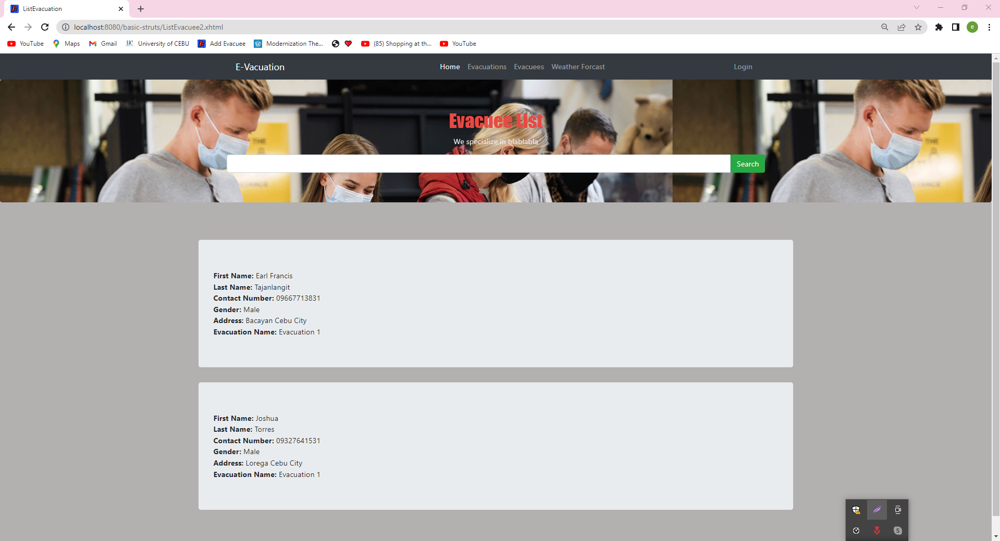 ListEvacuation
localhost:8080/basic-struts/ListEvacuee2.xhtml
e
YouTube Maps Gmail University of CEBU Add Evacuee Modernization The... (85) Shopping at th... YouTube
E-Vacuation Home Evacuations Evacuees Weather Forcast Login
Evacuee List
We specialize in blablabla
Search
First Name: Earl Francis
Last Name: Tajanlangit
Contact Number: 09667713831
Gender: Male
Address: Bacayan Cebu City
Evacuation Name: Evacuation 1
First Name: Joshua
Last Name: Torres
Contact Number: 09327641531
Gender: Male
Address: Lorega Cebu City
Evacuation Name: Evacuation 1